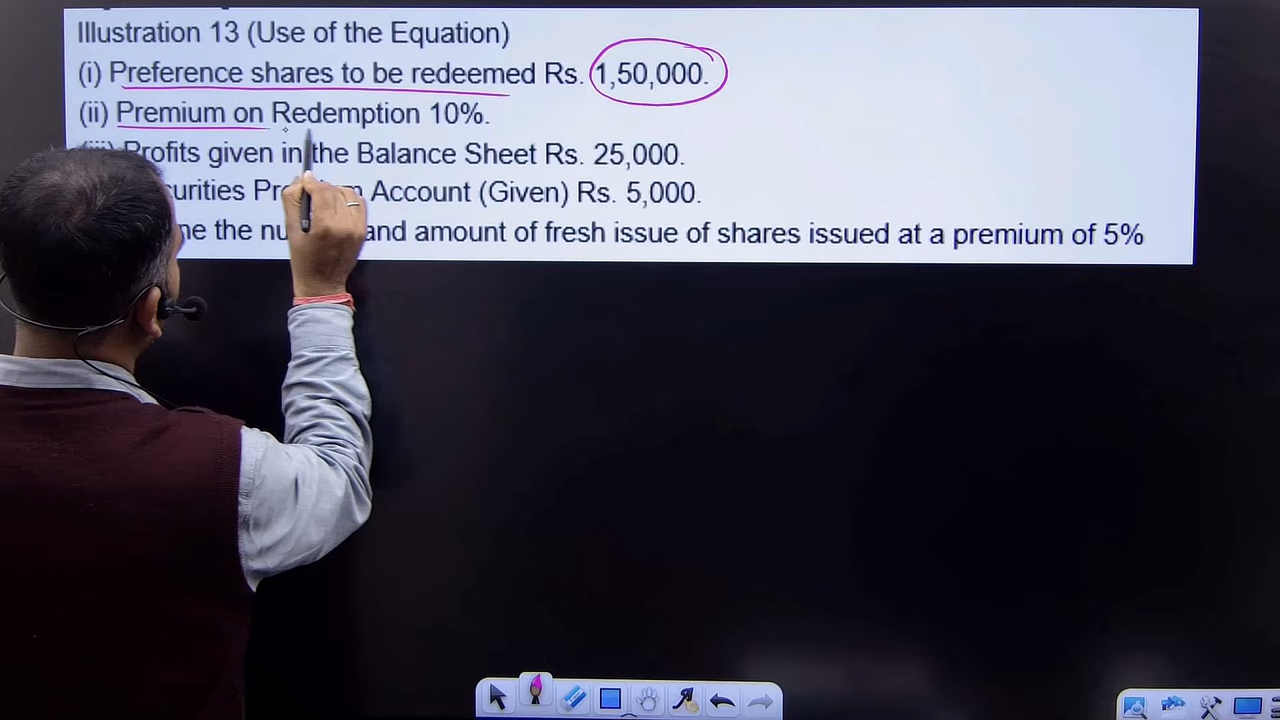 Illustration 13 (Use of the Equation)
(i) Preference shares to be redeemed Rs. 1,50,000.
(ii) Premium on Redemption 10%.
Profits given in the Balance Sheet Rs. 25,000.
Account (Given) Rs. 5,000.
the and amount of fresh issue of shares issued at a premium of 5%